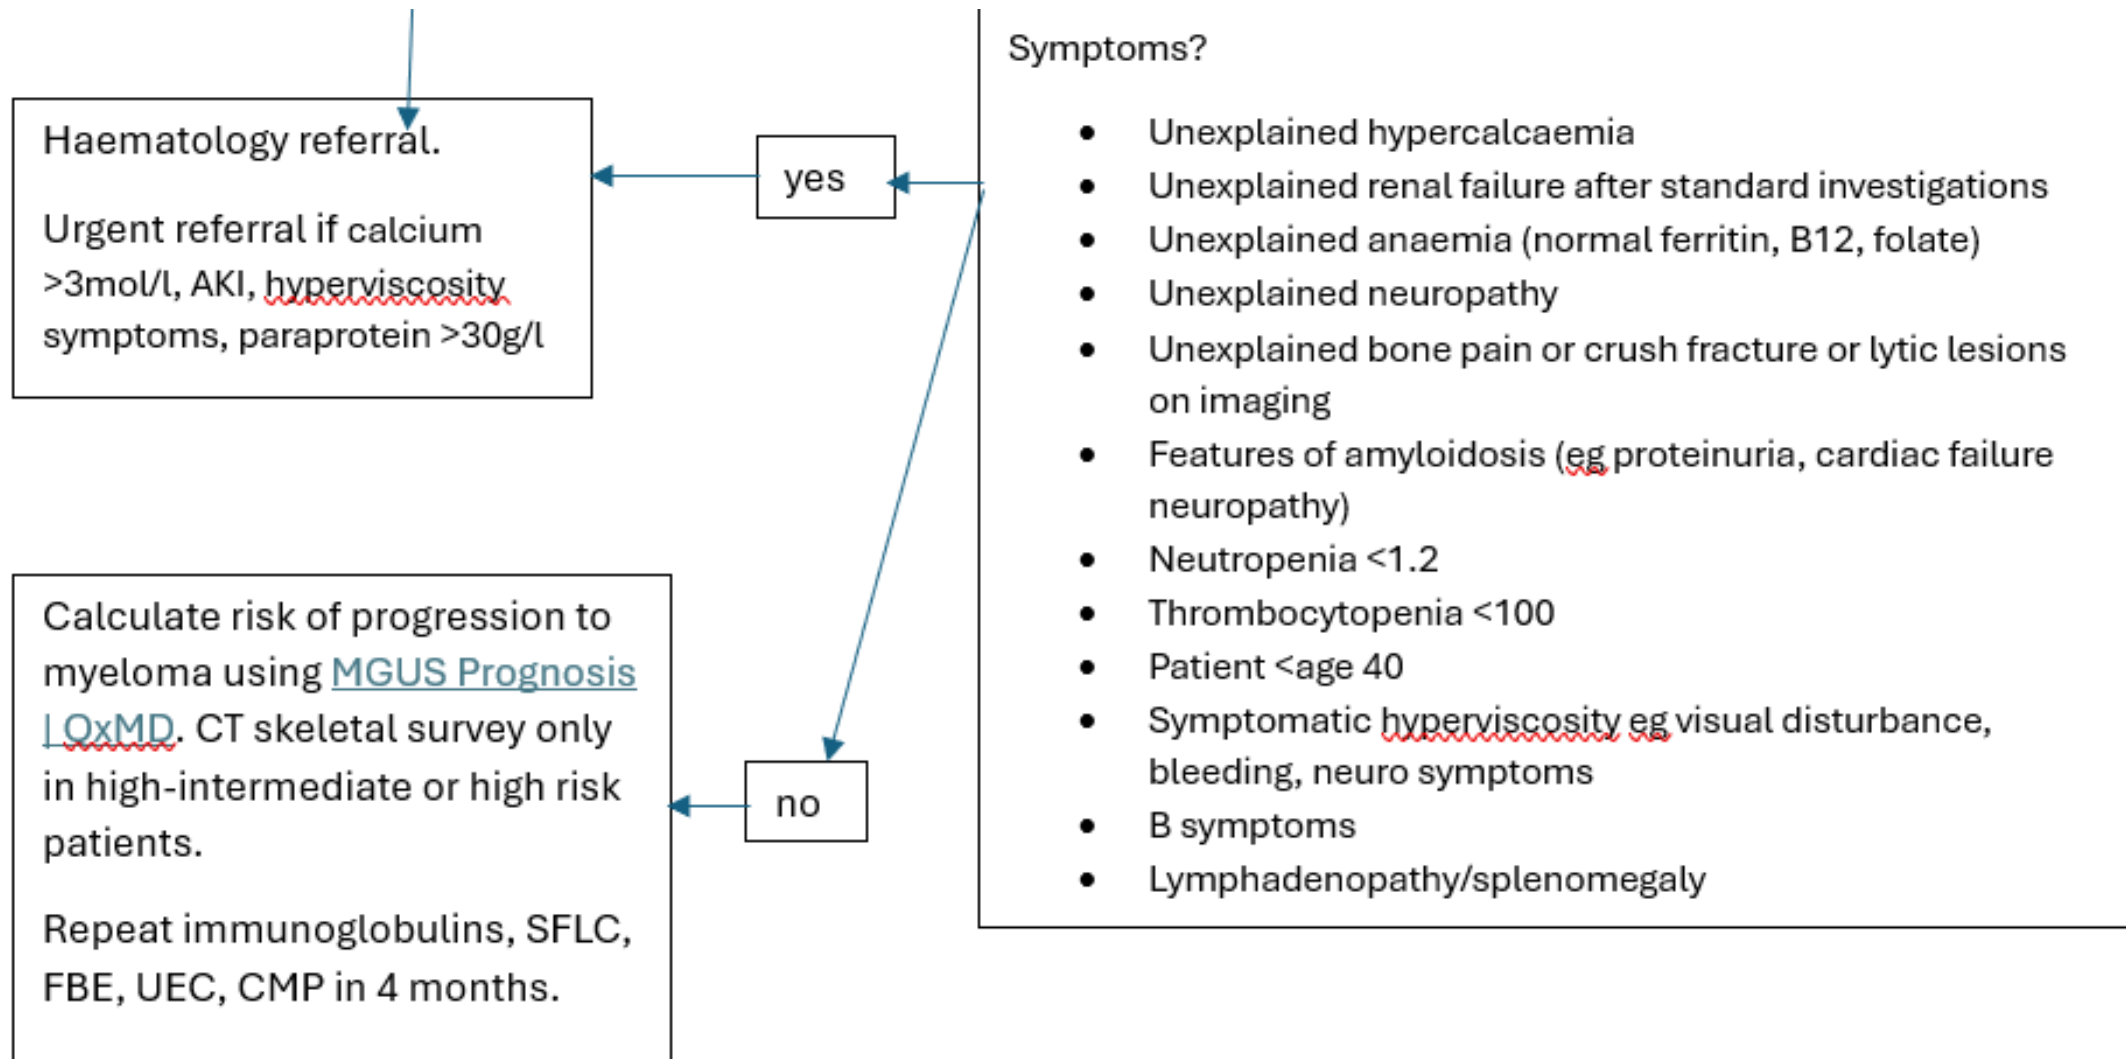 Symptoms?
Unexplained hypercalcaemia
Unexplained renal failure after standard investigations
Unexplained anaemia (normal ferritin, B12, folate)
Unexplained neuropathy
Unexplained bone pain or crush fracture or lytic lesions
on imaging
Features of amyloidosis (eg proteinuria, cardiac failure
neuropathy)
Neutropenia <1.2
Thrombocytopenia <100
Patient <age 40
Symptomatic hyperviscosity eg visual disturbance,
bleeding, neuro symptoms
B symptoms
Lymphadenopathy/splenomegaly
yes
Haematology referral.
Urgent referral if calcium
>3mol/l, AKI, hyperviscosity
symptoms, paraprotein >30g/l
no
Calculate risk of progression to
myeloma using MGUS Prognosis
| QxMD. CT skeletal survey only
in high-intermediate or high risk
patients.
Repeat immunoglobulins, SFLC,
FBE, UEC, CMP in 4 months.